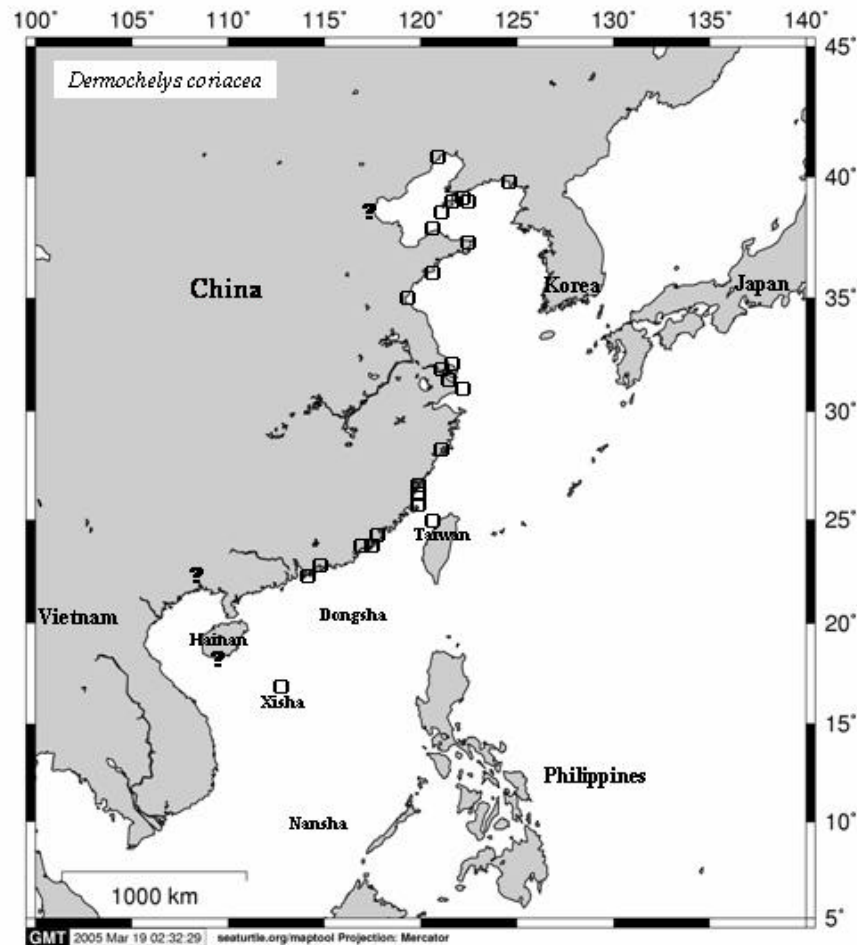 100° 105° 110° 115° 120° 125° 130° 135° 140°
45°
Dermochelys coriacea
40°
?
China
Korea
Japan
35°
30°
25°
Taiwan
?
Vietnam
Dongsha
20°
Hainan
?
Xisha
15°
Philippines
Nansha
10°
1000 km
5°
GMT 2005 Mar 19 02:32:29 seaturtle.org/maptool Projection: Mercator